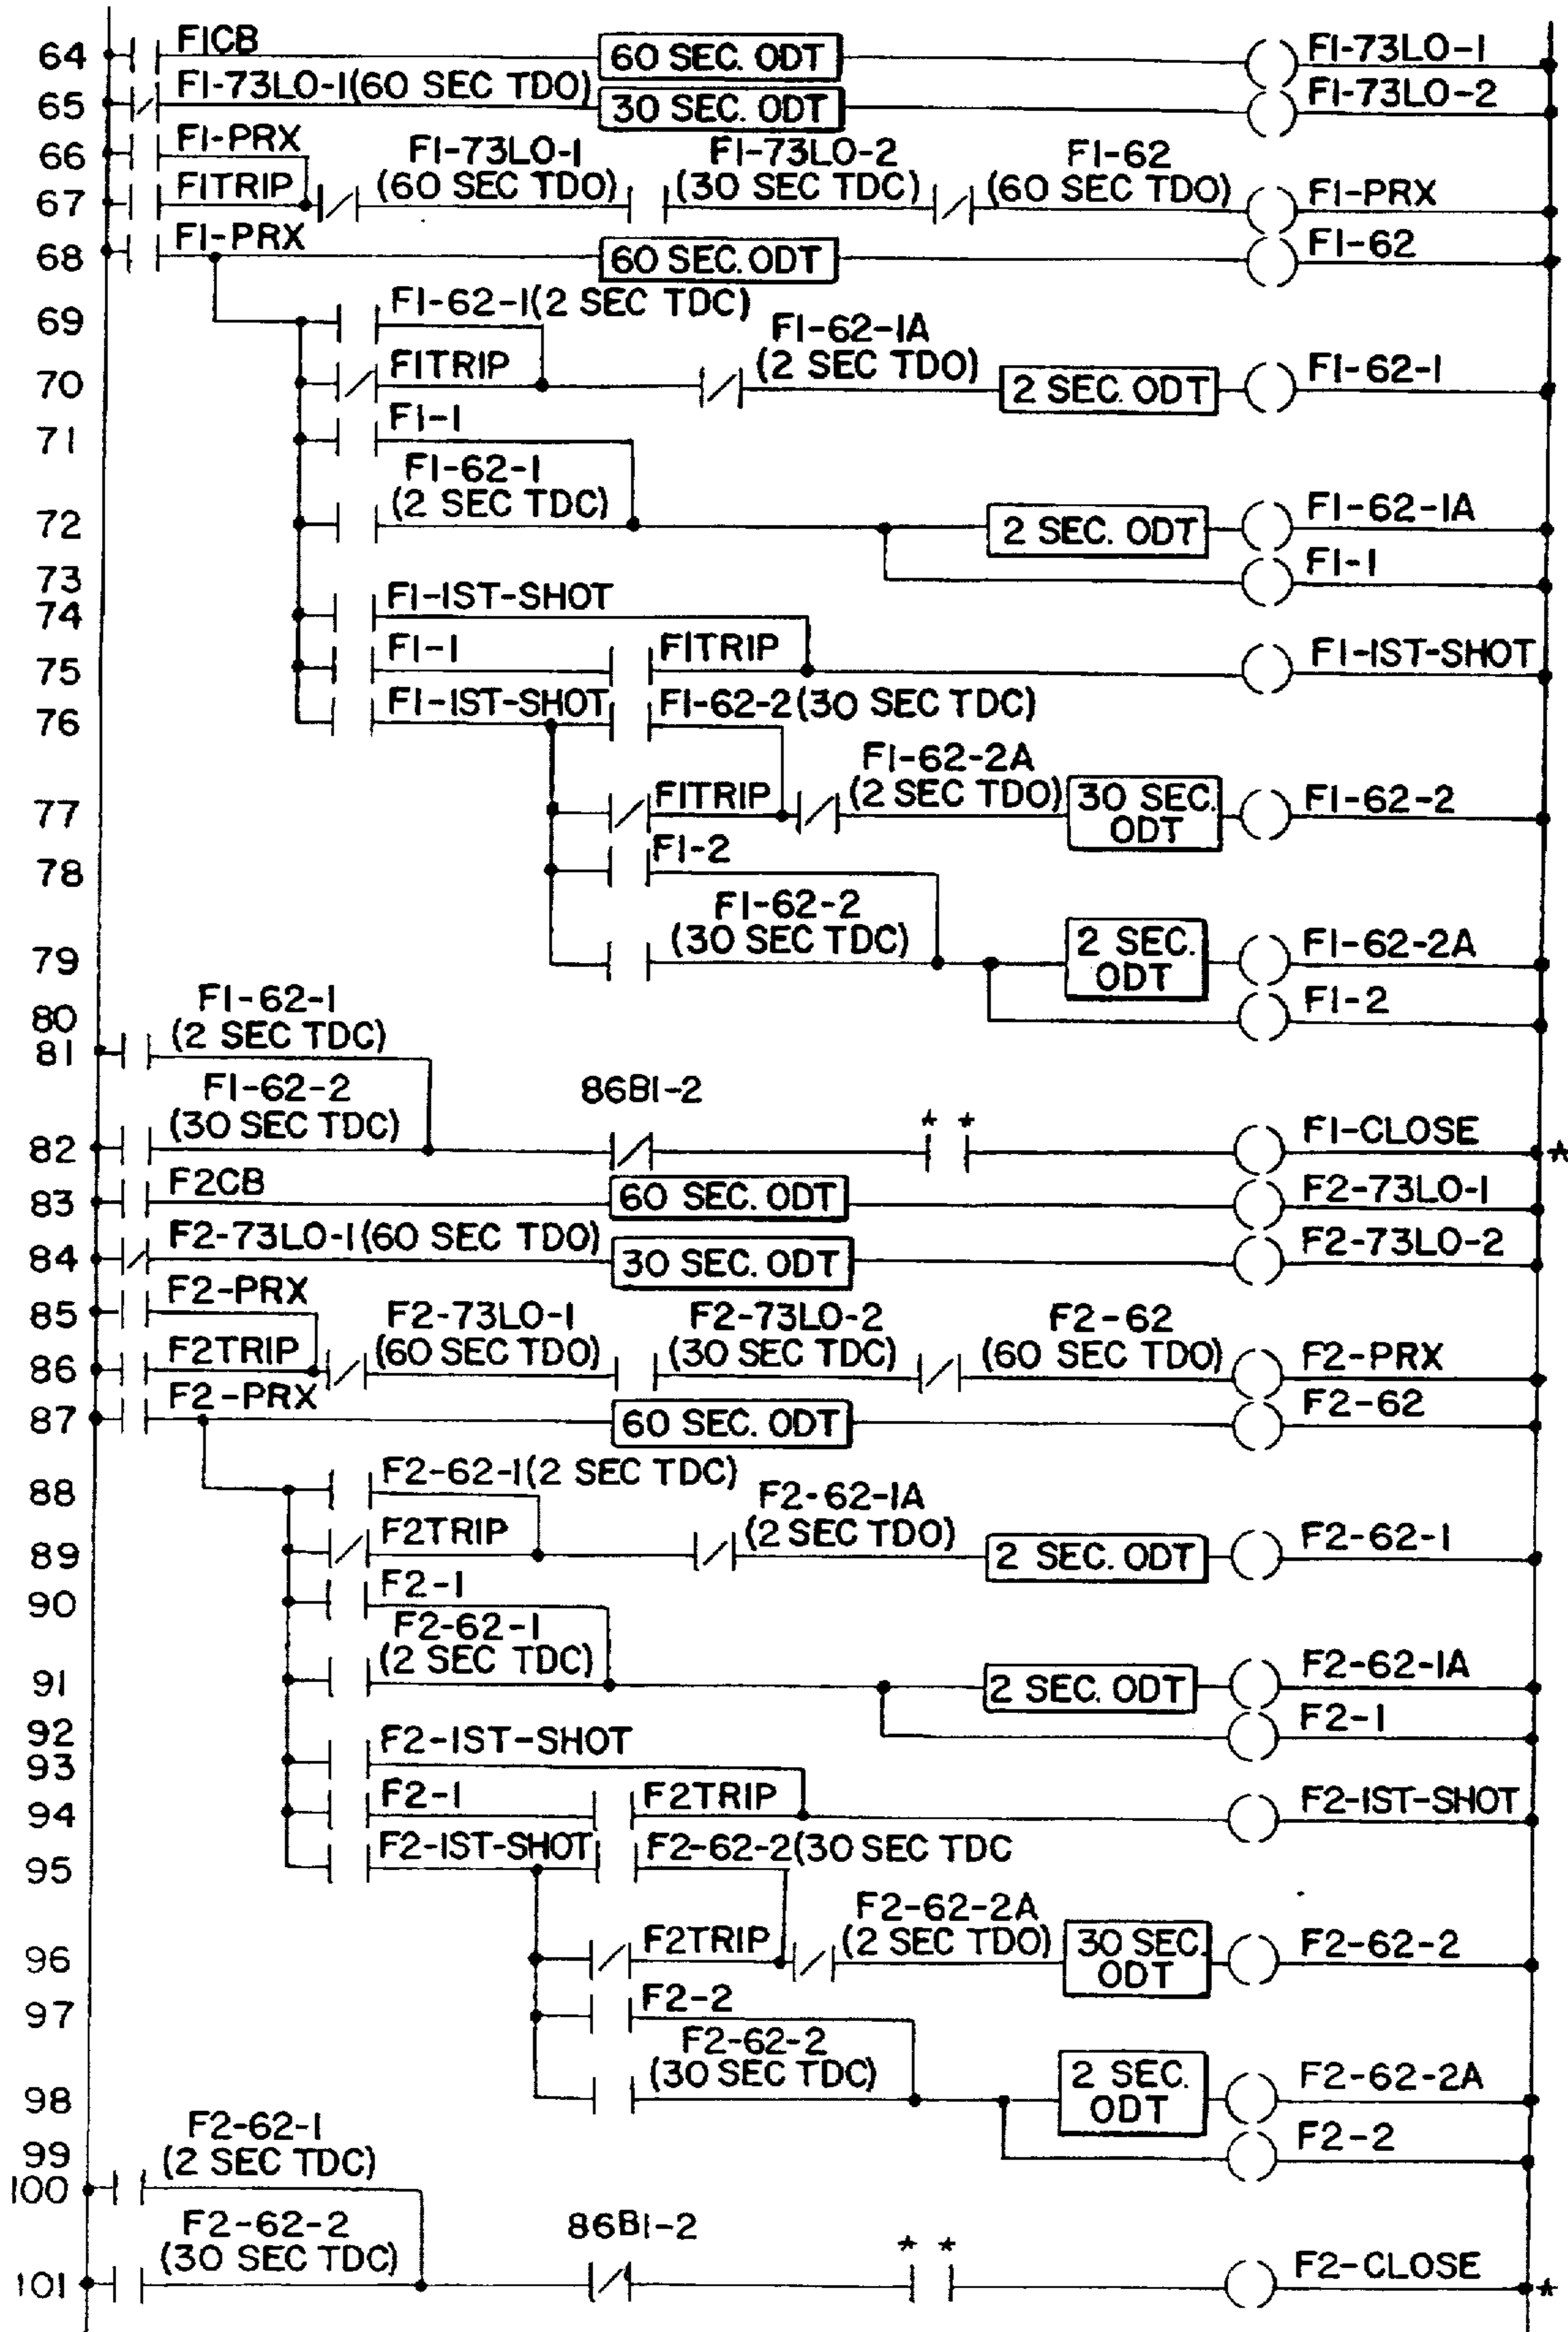 64 F1CB 60 SEC. ODT F1-73LO-1
65 F1-73LO-1(60 SEC TDO) 30 SEC. ODT F1-73LO-2
66 F1-PRX F1-73LO-1 F1-73LO-2 F1-62
67 F1TRIP (60 SEC TDO) (30 SEC TDC) (60 SEC TDO) F1-PRX
68 F1-PRX 60 SEC. ODT F1-62
69 F1-62-1(2 SEC TDC) F1-62-1A
70 F1TRIP (2 SEC TDO) 2 SEC. ODT F1-62-1
71 F1-1
F1-62-1
72 (2 SEC TDC) 2 SEC. ODT F1-62-1A
73 F1-1
74 F1-1ST-SHOT
75 F1-1 F1TRIP F1-1ST-SHOT
76 F1-1ST-SHOT F1-62-2(30 SEC TDC)
F1-62-2A
77 F1TRIP (2 SEC TDO) 30 SEC. F1-62-2
ODT
78 F1-2
F1-62-2
79 (30 SEC TDC) 2 SEC. F1-62-2A
ODT
F1-62-1
80 F1-2
81 (2 SEC TDC)
F1-62-2 86B1-2
82 (30 SEC TDC) * * F1-CLOSE *
83 F2CB 60 SEC. ODT F2-73LO-1
84 F2-73LO-1(60 SEC TDO) 30 SEC. ODT F2-73LO-2
85 F2-PRX F2-73LO-1 F2-73LO-2 F2-62
86 F2TRIP (60 SEC TDO) (30 SEC TDC) (60 SEC TDO) F2-PRX
87 F2-PRX 60 SEC. ODT F2-62
88 F2-62-1(2 SEC TDC) F2-62-1A
89 F2TRIP (2 SEC TDO) 2 SEC. ODT F2-62-1
90 F2-1
F2-62-1
91 (2 SEC TDC) 2 SEC. ODT F2-62-1A
92 F2-1
93 F2-1ST-SHOT
94 F2-1 F2TRIP F2-1ST-SHOT
95 F2-1ST-SHOT F2-62-2(30 SEC TDC
F2-62-2A
96 F2TRIP (2 SEC TDO) 30 SEC. F2-62-2
ODT
97 F2-2
F2-62-2
98 (30 SEC TDC) 2 SEC. F2-62-2A
ODT
F2-62-1
99 (2 SEC TDC) F2-2
100
F2-62-2 86B1-2
101 (30 SEC TDC) * * F2-CLOSE *